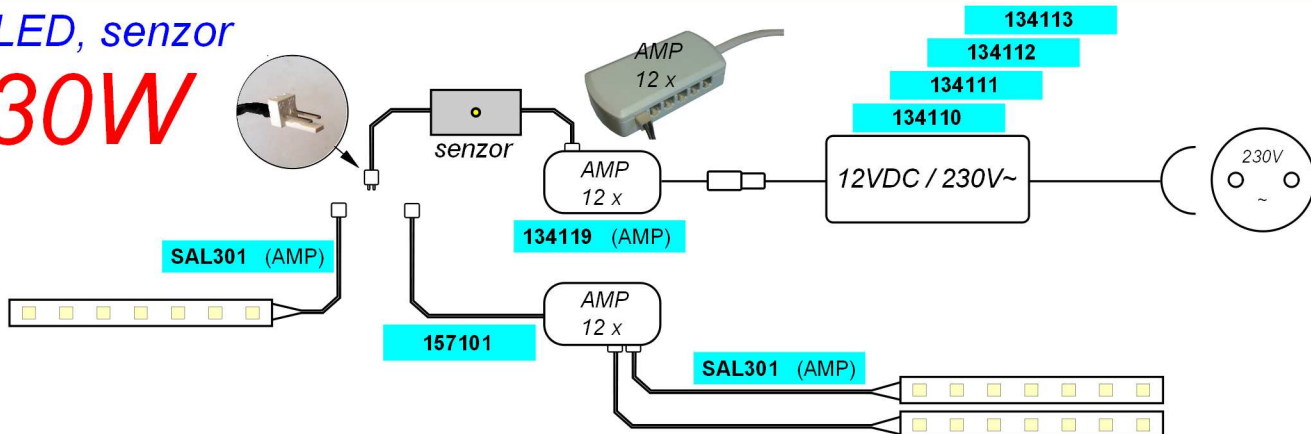 LED, senzor
30W
AMP
12 x
134113
134112
134111
134110
senzor
AMP
12 x
12VDC / 230V~
230V
~
134119 (AMP)
SAL301 (AMP)
AMP
12 x
157101
SAL301 (AMP)